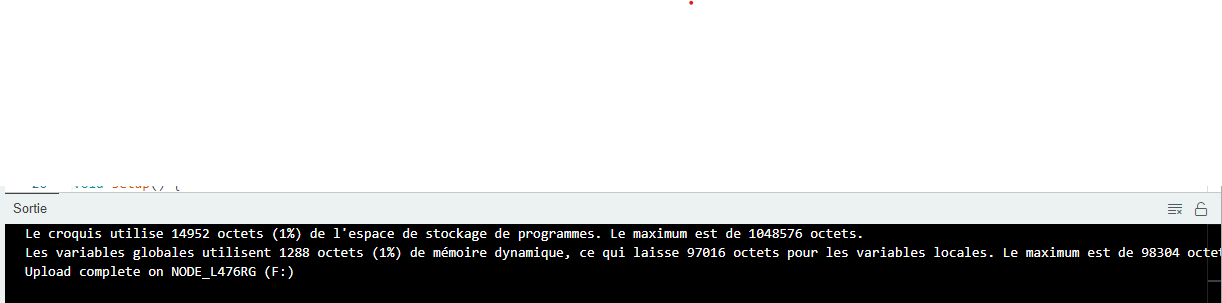 void setup() {
Sortie
Le croquis utilise 14952 octets (1%) de l'espace de stockage de programmes. Le maximum est de 1048576 octets.
Les variables globales utilisent 1288 octets (1%) de mémoire dynamique, ce qui laisse 97016 octets pour les variables locales. Le maximum est de 98304 octet
Upload complete on NODE_L476RG (F:)